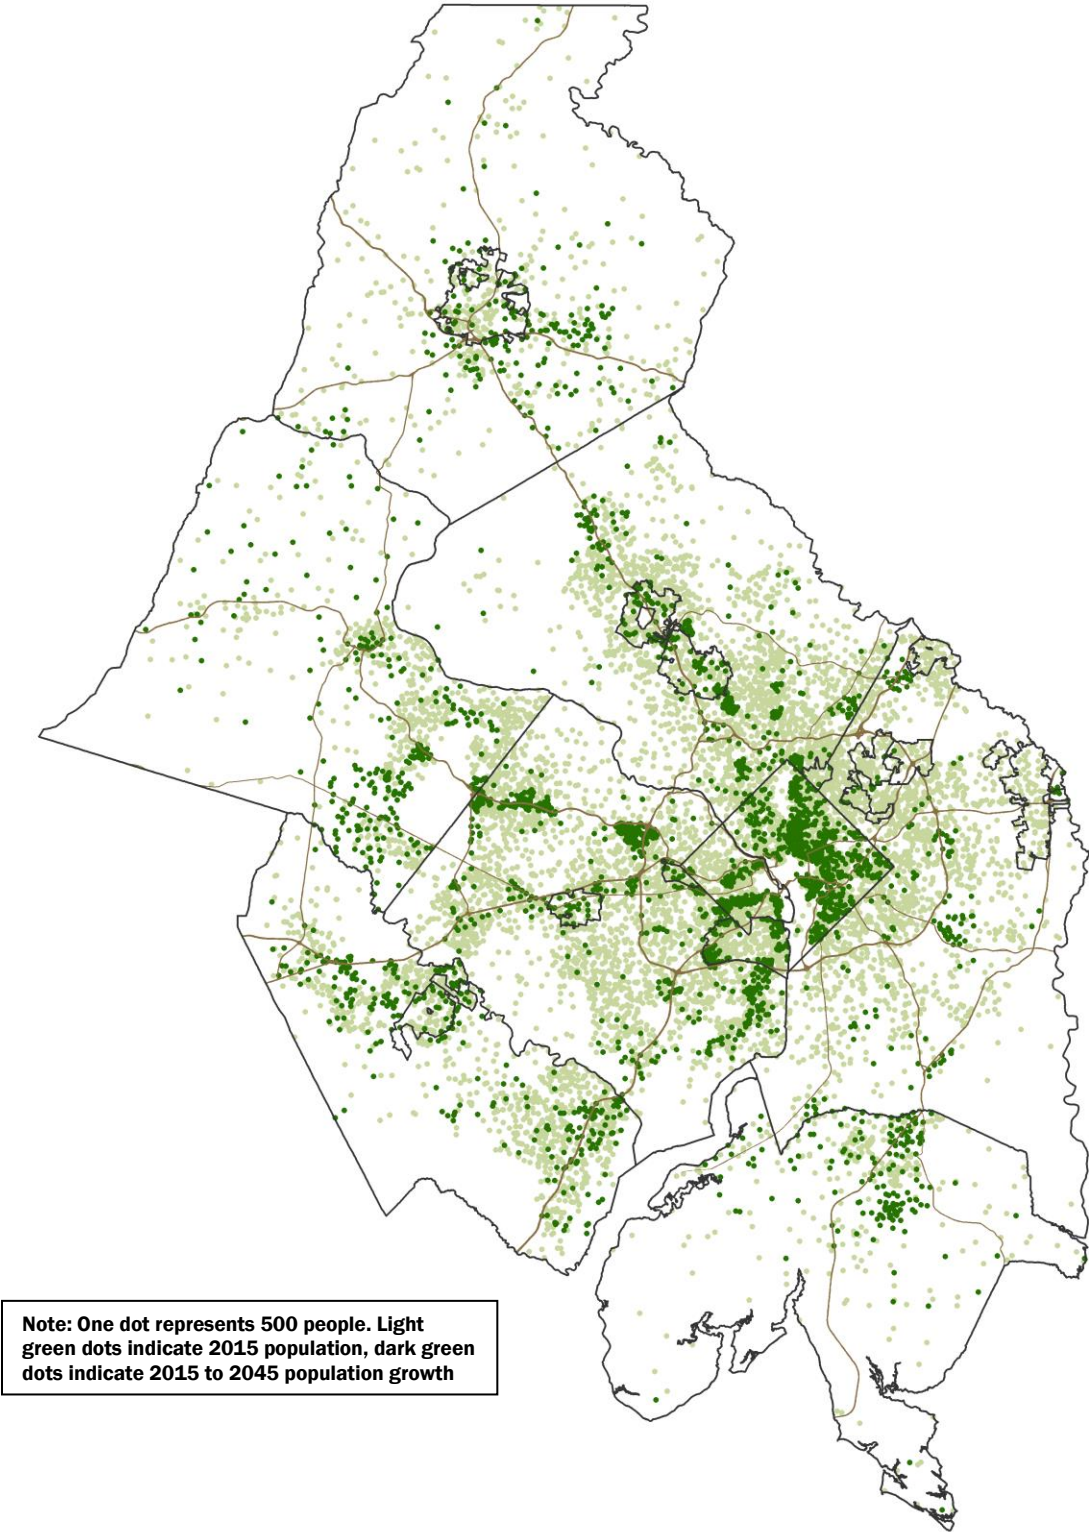 Note: One dot represents 500 people. Light
green dots indicate 2015 population, dark green
dots indicate 2015 to 2045 population growth